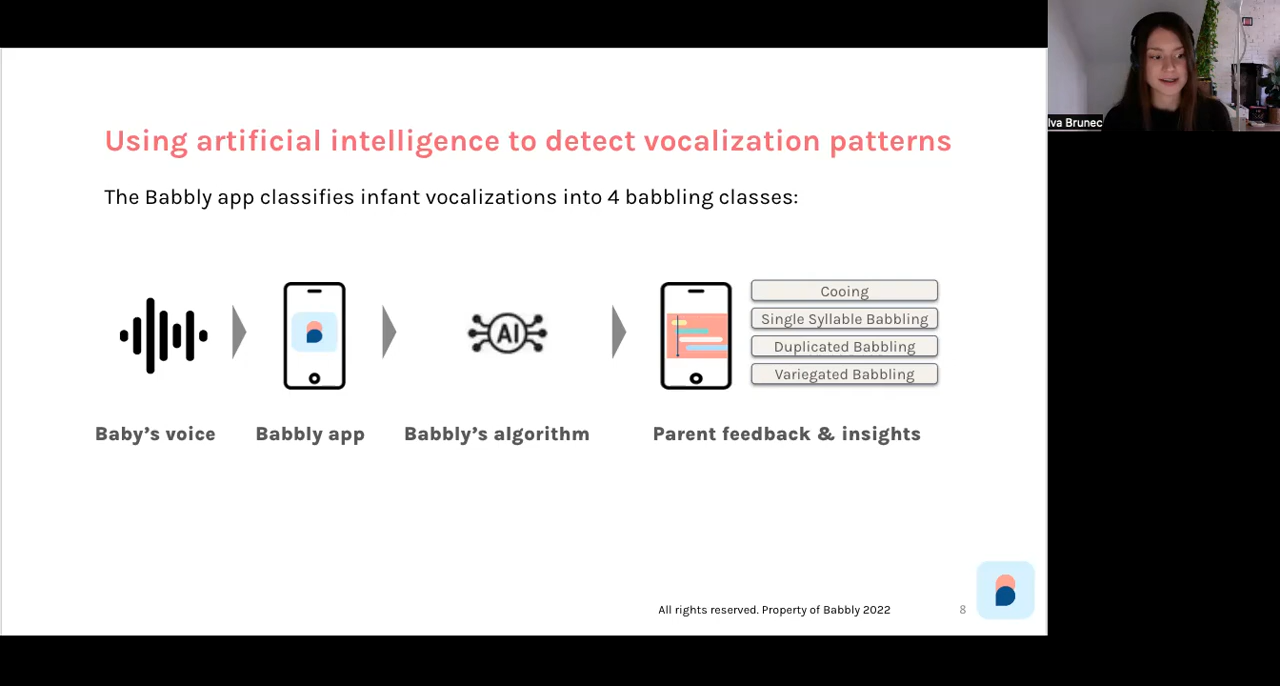 Using artificial intelligence to detect vocalization patterns
The Babbly app classifies infant vocalizations into 4 babbling classes:
AI
Cooing
Single Syllable Babbling
Duplicated Babbling
Variegated Babbling
Baby’s voice
Babbly app
Babbly’s algorithm
Parent feedback & insights
All rights reserved. Property of Babbly 2022
8
lva Brunec